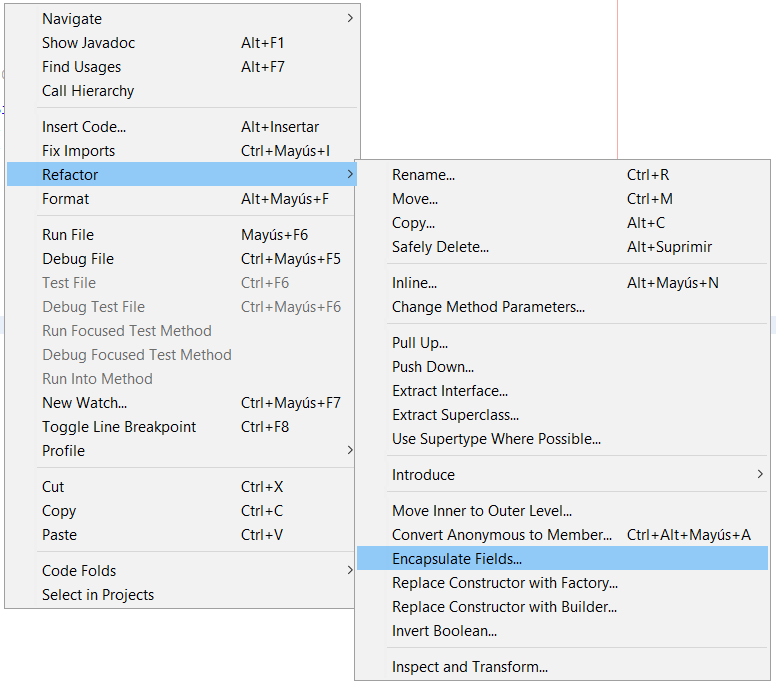 Navigate
Show Javadoc Alt+F1
Find Usages Alt+F7
Call Hierarchy
Insert Code... Alt+Insertar
Fix Imports Ctrl+Mayús+I
Refactor
Format Alt+Mayús+F
Run File Mayús+F6
Debug File Ctrl+Mayús+F5
Test File Ctrl+F6
Debug Test File Ctrl+Mayús+F6
Run Focused Test Method
Debug Focused Test Method
Run Into Method
New Watch... Ctrl+Mayús+F7
Toggle Line Breakpoint Ctrl+F8
Profile
Cut Ctrl+X
Copy Ctrl+C
Paste Ctrl+V
Code Folds
Select in Projects
Rename... Ctrl+R
Move... Ctrl+M
Copy... Alt+C
Safely Delete... Alt+Suprimir
Inline... Alt+Mayús+N
Change Method Parameters...
Pull Up...
Push Down...
Extract Interface...
Extract Superclass...
Use Supertype Where Possible...
Introduce
Move Inner to Outer Level...
Convert Anonymous to Member... Ctrl+Alt+Mayús+A
Encapsulate Fields...
Replace Constructor with Factory...
Replace Constructor with Builder...
Invert Boolean...
Inspect and Transform...